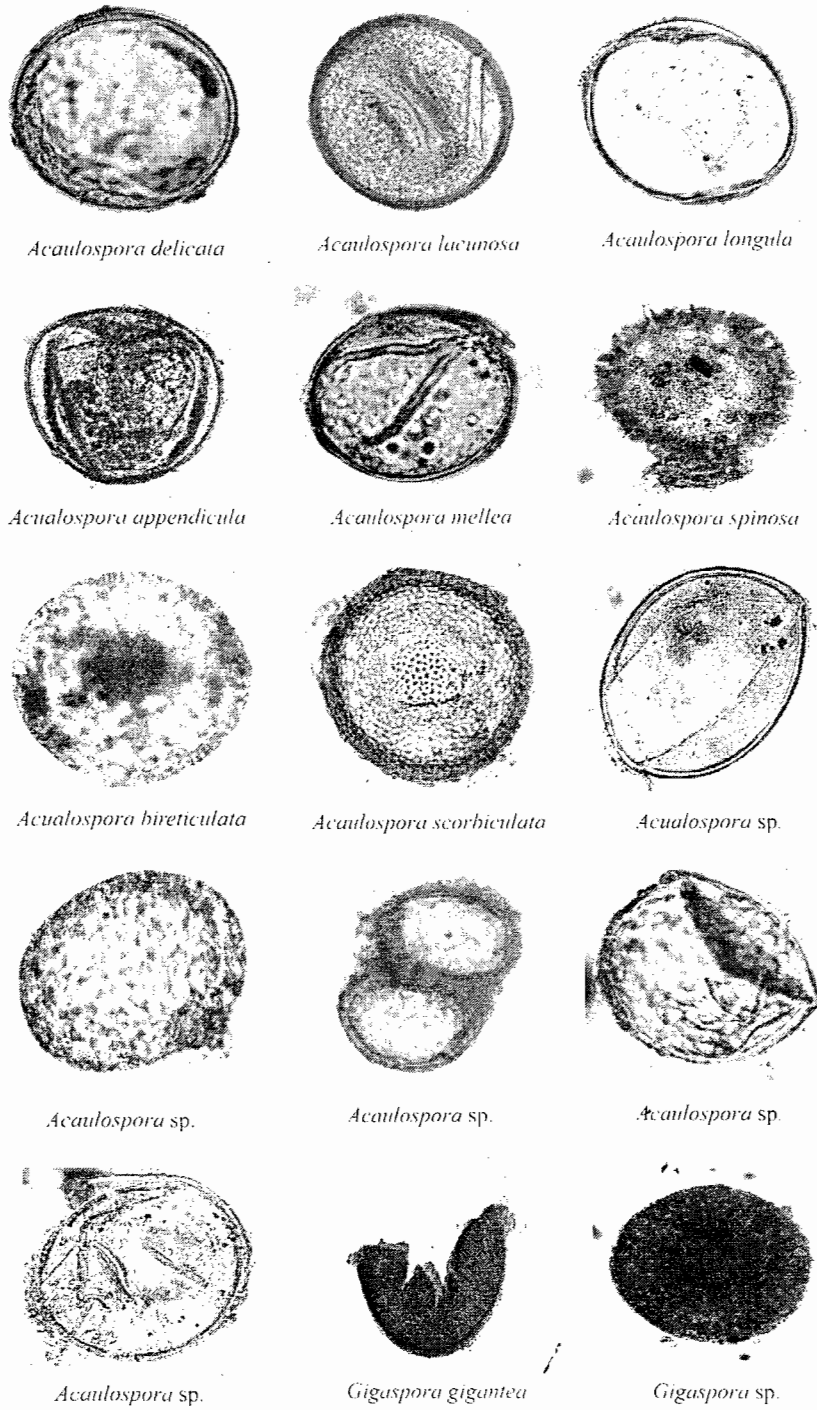 Acaulospora delicata
Acaulospora lacunosa
Acaulospora longula
Acualospora appendicula
Acaulospora mellea
Acaulospora spinosa
Acualospora bireticulata
Acaulospora scorbiculata
Acualospora sp.
Acaulospora sp.
Acaulospora sp.
Acaulospora sp.
Acaulospora sp.
Gigaspora gigantea
Gigaspora sp.